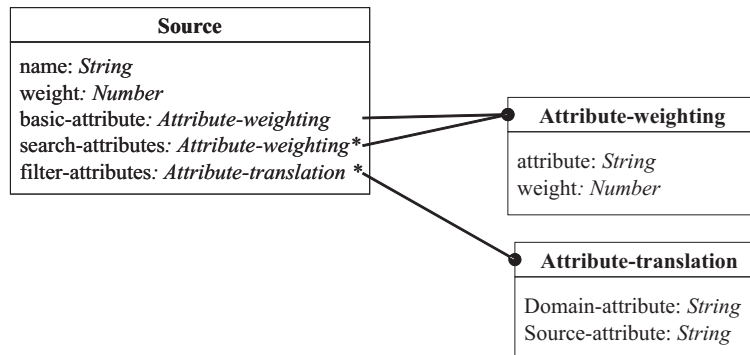 Source
name: String
weight: Number
basic-attribute: Attribute-weighting
search-attributes: Attribute-weighting*
filter-attributes: Attribute-translation *
Attribute-weighting
attribute: String
weight: Number
Attribute-translation
Domain-attribute: String
Source-attribute: String